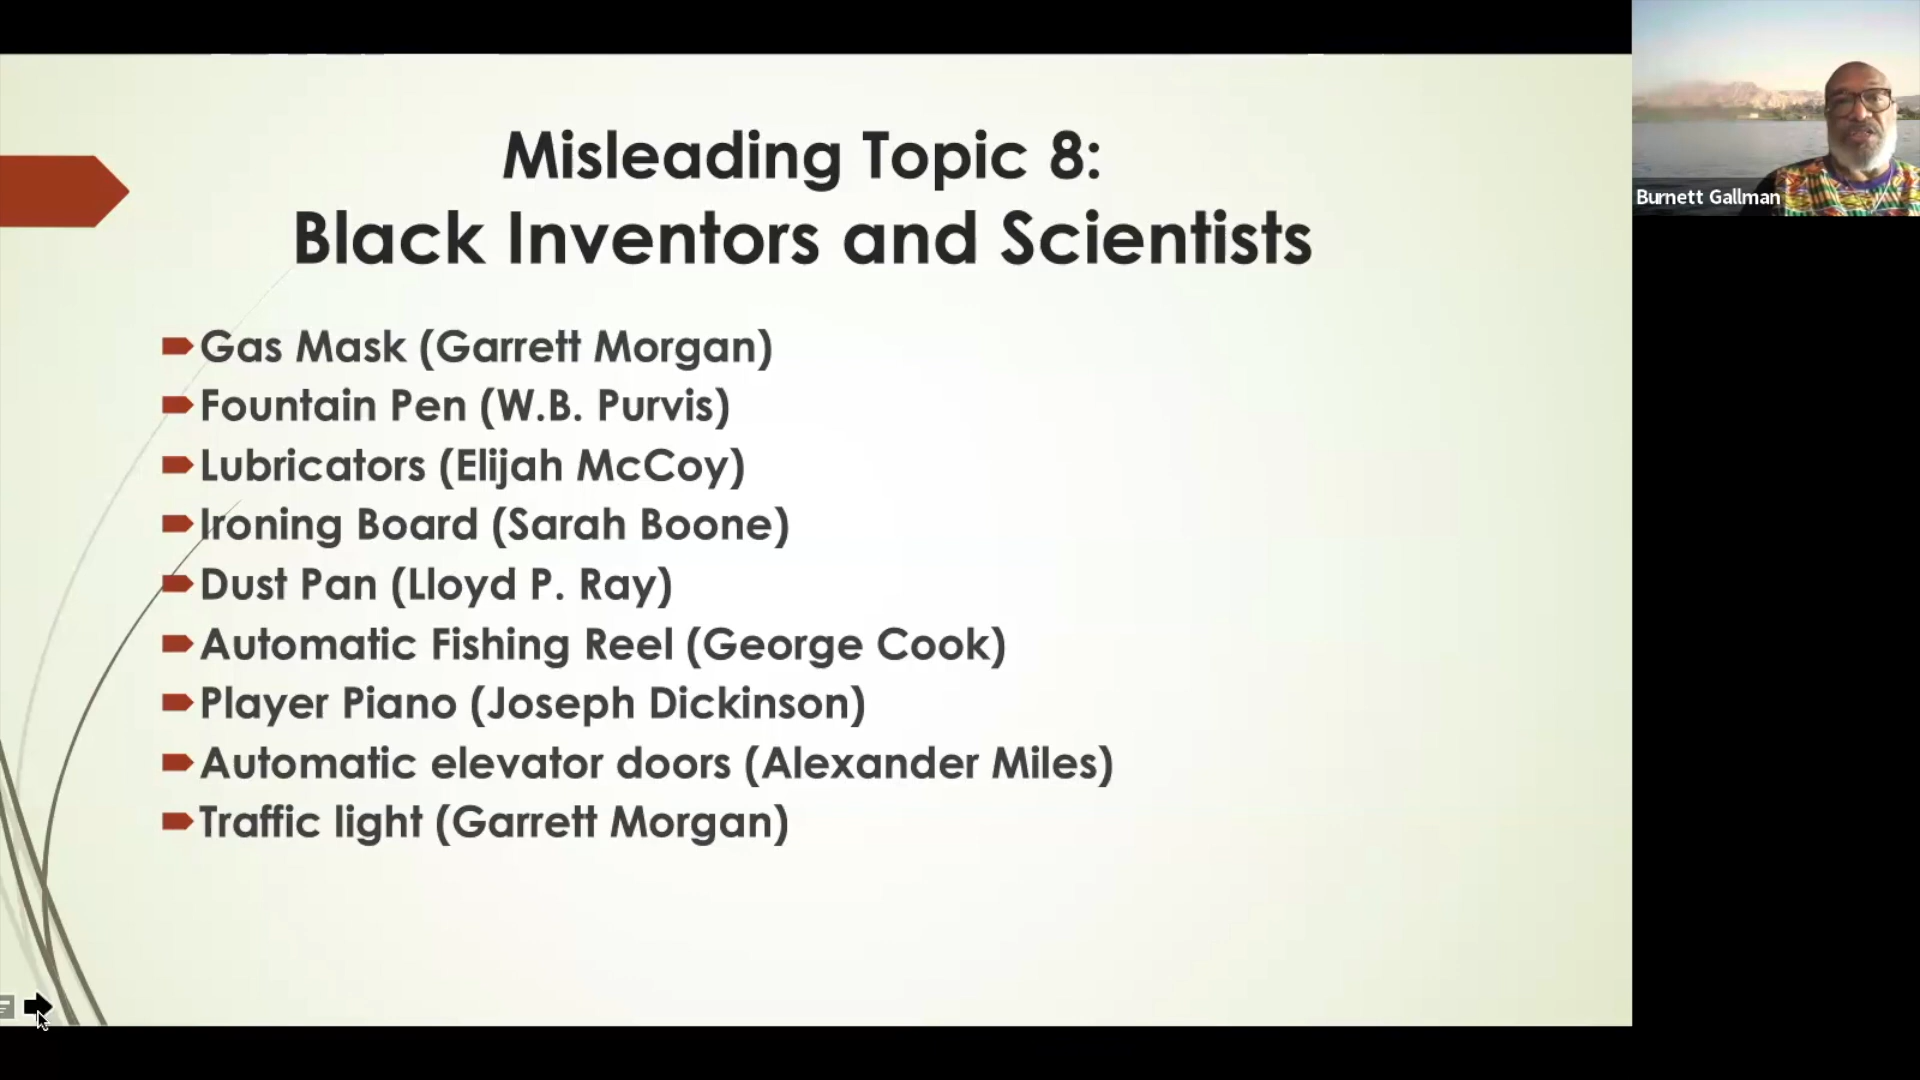 Misleading Topic 8:
Black Inventors and Scientists
Gas Mask (Garrett Morgan)
Fountain Pen (W.B. Purvis)
Lubricators (Elijah McCoy)
Ironing Board (Sarah Boone)
Dust Pan (Lloyd P. Ray)
Automatic Fishing Reel (George Cook)
Player Piano (Joseph Dickinson)
Automatic elevator doors (Alexander Miles)
Traffic light (Garrett Morgan)
Burnett Gallman